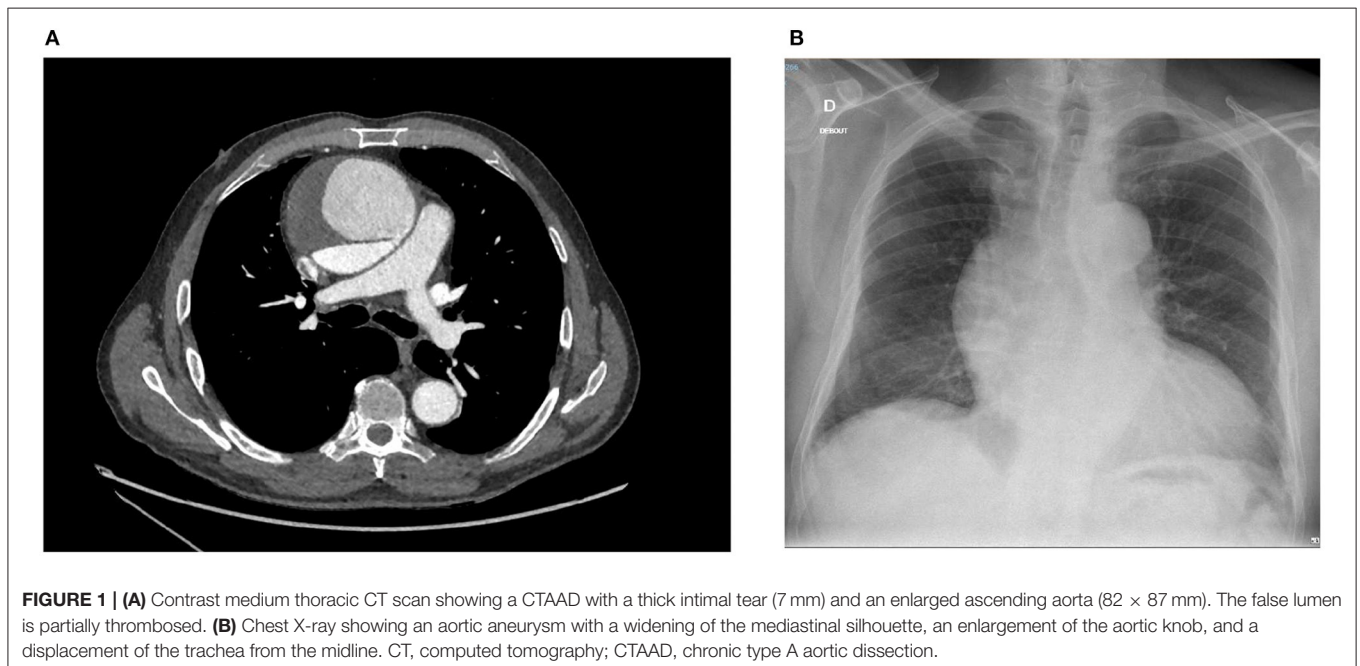 A
B
D
DEBOUT
FIGURE 1 | (A) Contrast medium thoracic CT scan showing a CTAAD with a thick intimal tear (7 mm) and an enlarged ascending aorta (82 × 87 mm). The false lumen
is partially thrombosed. (B) Chest X-ray showing an aortic aneurysm with a widening of the mediastinal silhouette, an enlargement of the aortic knob, and a
displacement of the trachea from the midline. CT, computed tomography; CTAAD, chronic type A aortic dissection.